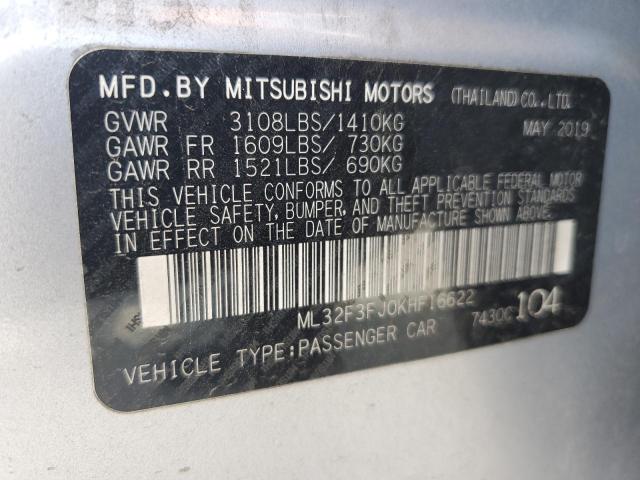 MFD.BY MITSUBISHI MOTORS (THAILAND)CO.,LTD.
GVWR 3108LBS/1410KG MAY 2019
GAWR FR 1609LBS/ 730KG
GAWR RR 1521LBS/ 690KG
THIS VEHICLE CONFORMS TO ALL APPLICABLE FEDERAL MOTOR
VEHICLE SAFETY, BUMPER, AND THEFT PREVENTION STANDARDS
IN EFFECT ON THE DATE OF MANUFACTURE SHOWN ABOVE.
ML32F3FJ0KHF16622
7430C 104
VEHICLE TYPE:PASSENGER CAR